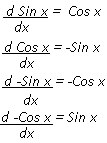 d Sin x = Cos x
dx
d Cos x = -Sin x
dx
d -Sin x = -Cos x
dx
d -Cos x = Sin x
dx